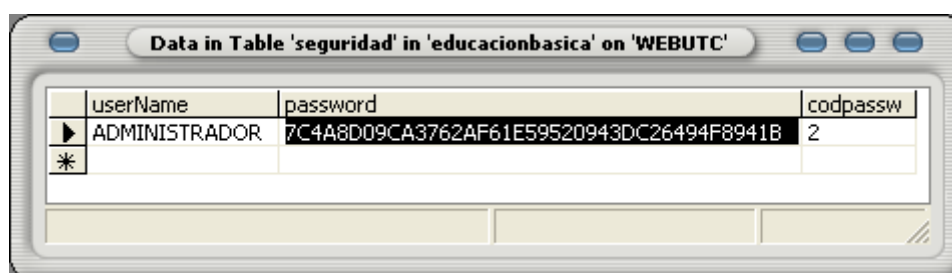 Data in Table 'seguridad' in 'educacionbasica' on 'WEBUTC'
userName password codpassw
ADMINISTRADOR 7C4A8D09CA3762AF61E59520943DC26494F8941B 2